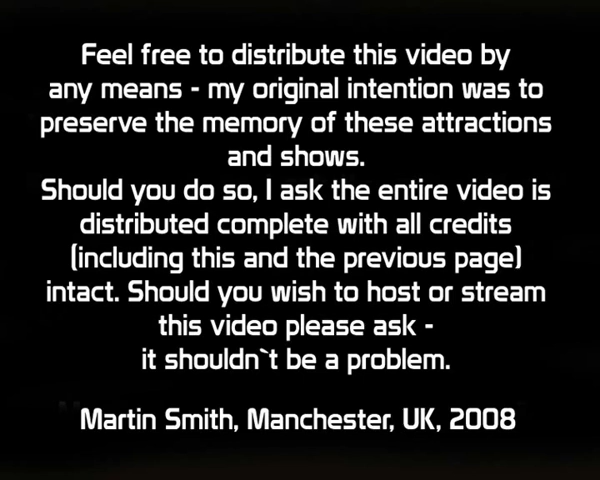 Feel free to distribute this video by
any means - my original intention was to
preserve the memory of these attractions
and shows.
Should you do so, I ask the entire video is
distributed complete with all credits
(including this and the previous page)
intact. Should you wish to host or stream
this video please ask -
it shouldn`t be a problem.
Martin Smith, Manchester, UK, 2008